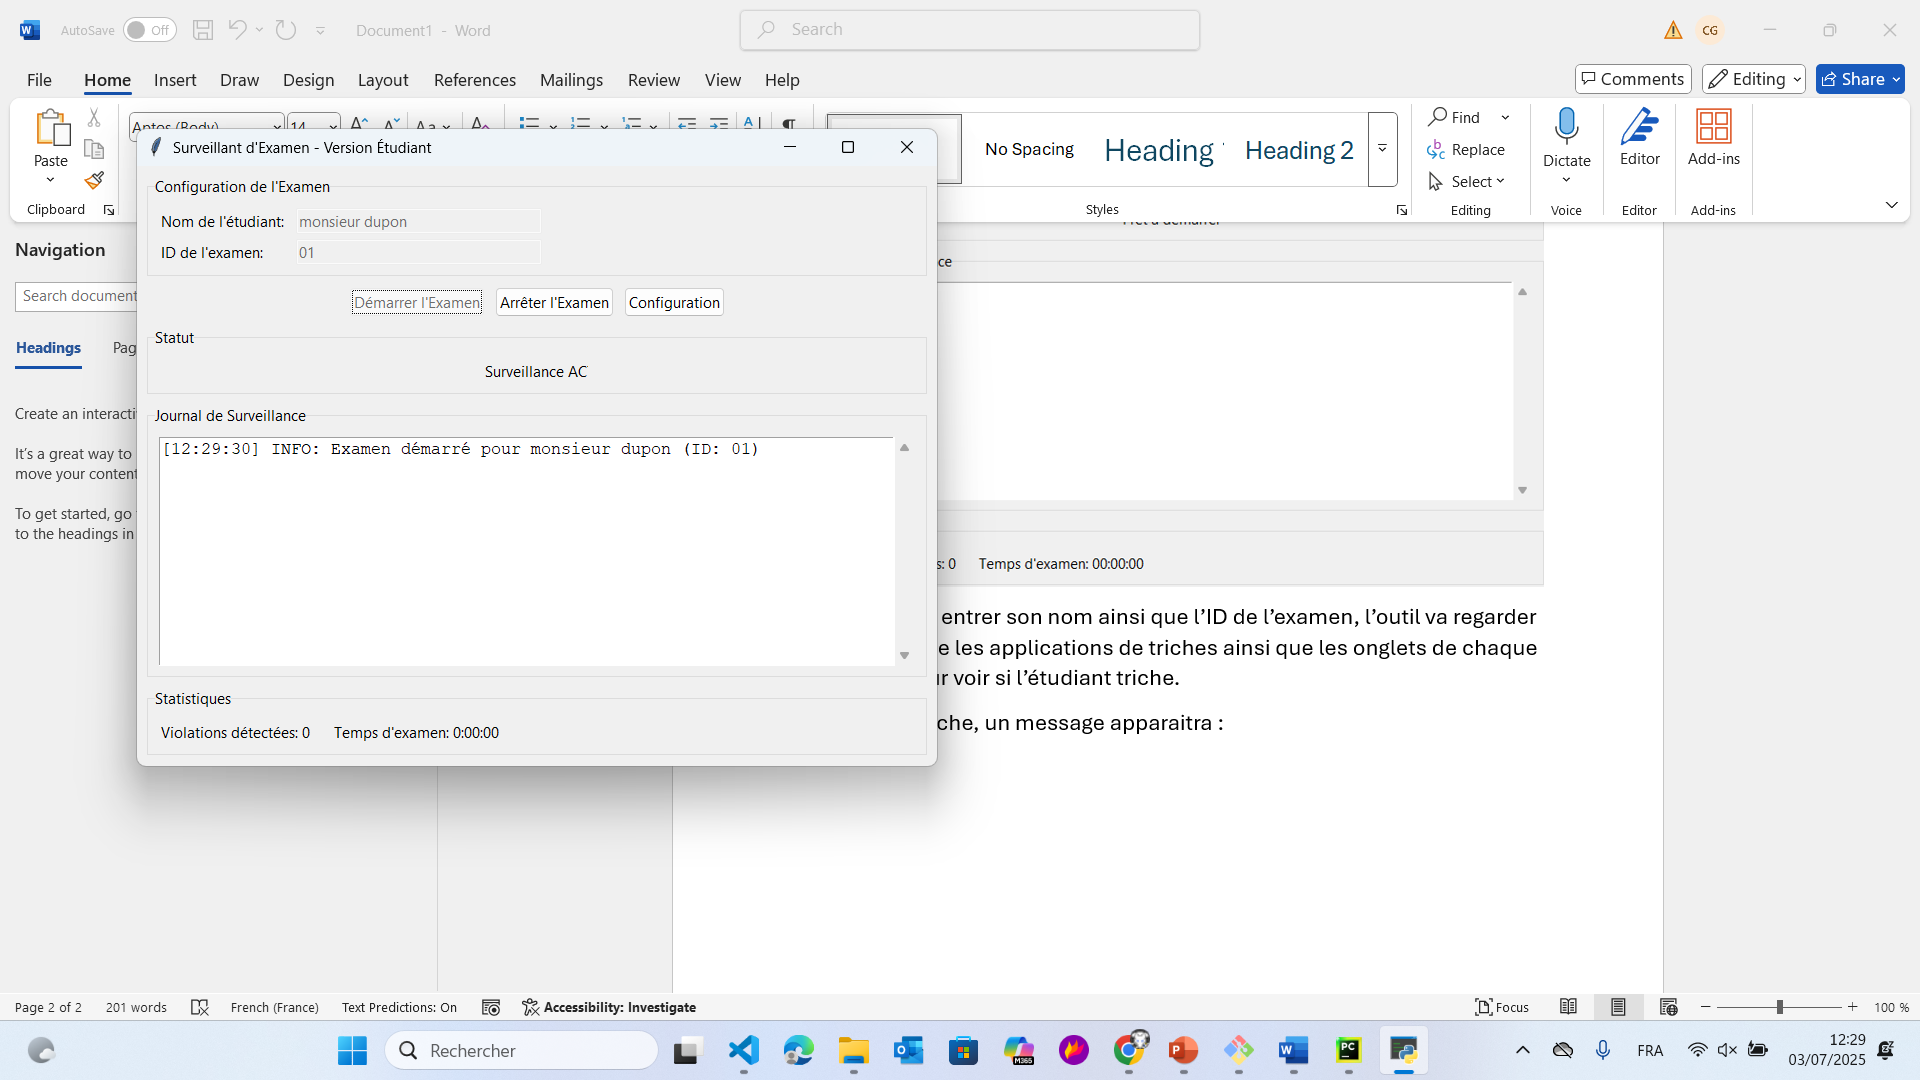 AutoSave Off Document1 - Word Search CG
File Home Insert Draw Design Layout References Mailings Review View Help Comments Editing Share
Paste
Clipboard
Aptos (Body) 14
No Spacing Heading Heading 2
Styles
Find
Replace
Select
Editing
Dictate
Voice
Editor
Editor
Add-ins
Add-ins
Navigation
Search document
Headings Pag
Create an interacti
It's a great way to
move your content
To get started, go
to the headings in
Surveillant d'Examen - Version Étudiant
Configuration de l'Examen
Nom de l'étudiant: monsieur dupon
ID de l'examen: 01
Démarrer l'Examen Arrêter l'Examen Configuration
Statut
Surveillance AC
Journal de Surveillance
[12:29:30] INFO: Examen démarré pour monsieur dupon (ID: 01)
Statistiques
Violations détectées: 0 Temps d'examen: 0:00:00
ce
s: 0 Temps d'examen: 00:00:00
entrer son nom ainsi que l’ID de l’examen, l’outil va regarder
e les applications de triches ainsi que les onglets de chaque
r voir si l’étudiant triche.
che, un message apparaitra :
Page 2 of 2 201 words French (France) Text Predictions: On Accessibility: Investigate Focus 100 %
Rechercher M365 PC FRA 12:29
03/07/2025